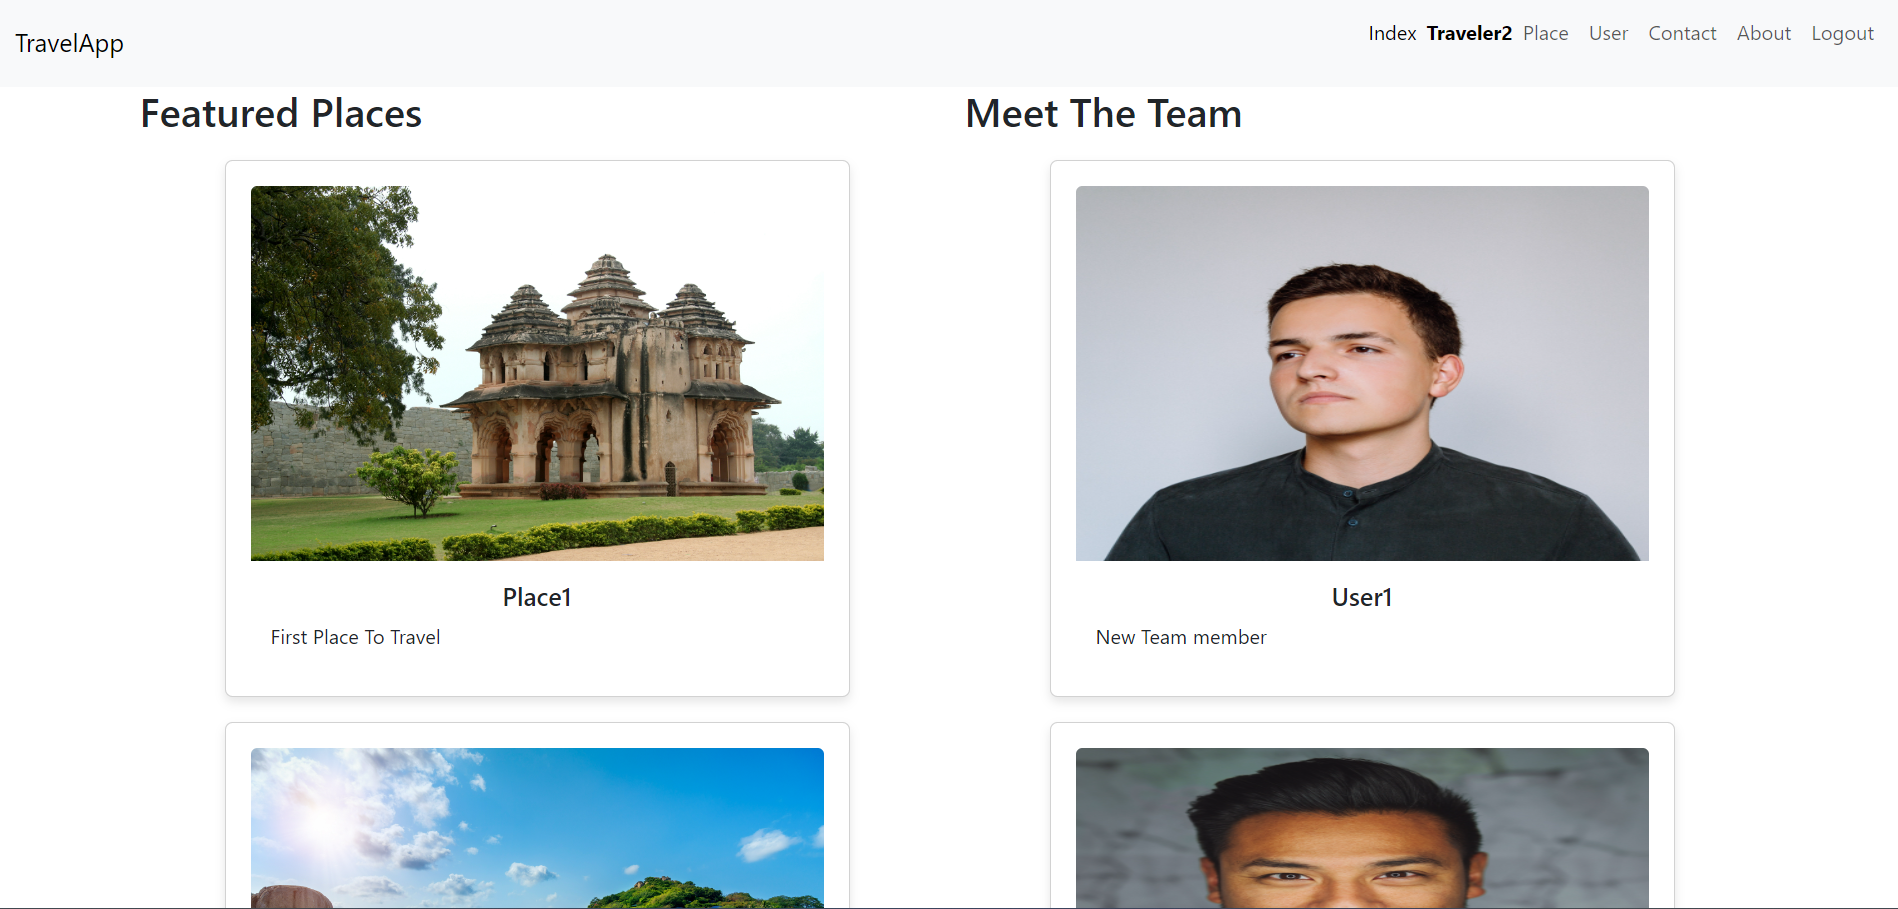 TravelApp
Index Traveler2 Place User Contact About Logout
Featured Places
Meet The Team
Place1
First Place To Travel
User1
New Team member